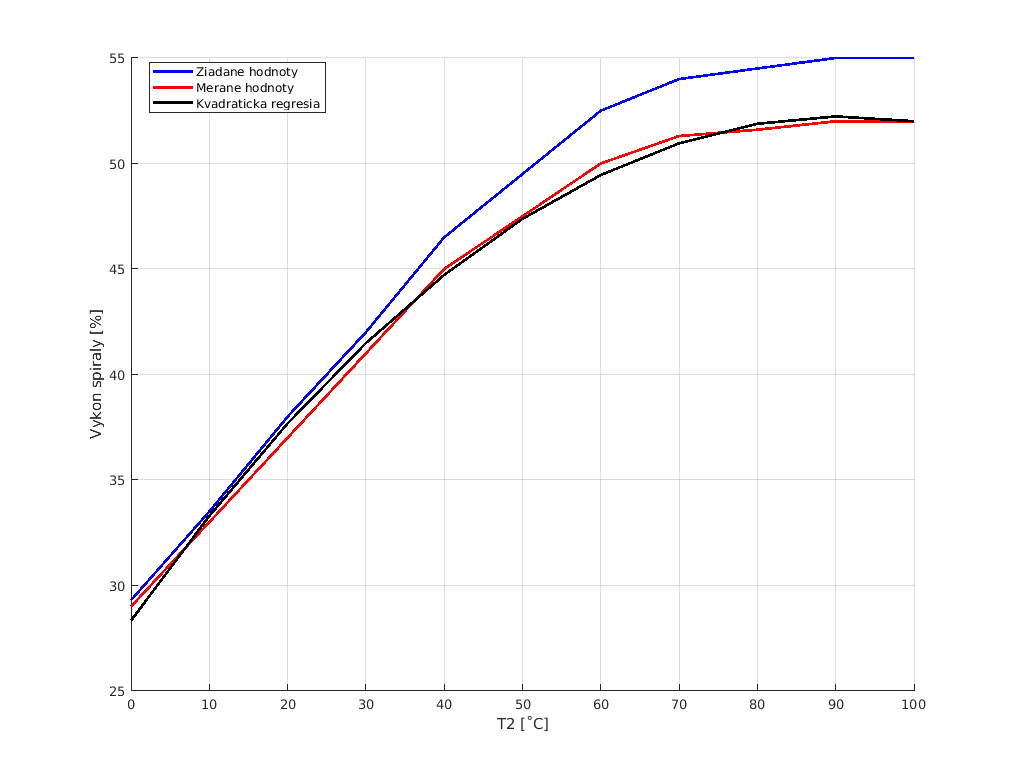 55
Ziadane hodnoty
Merane hodnoty
Kvadraticka regresia
50
45
40
35
30
25
Vykon spiraly [%]
0 10 20 30 40 50 60 70 80 90 100
T2 [˚C]